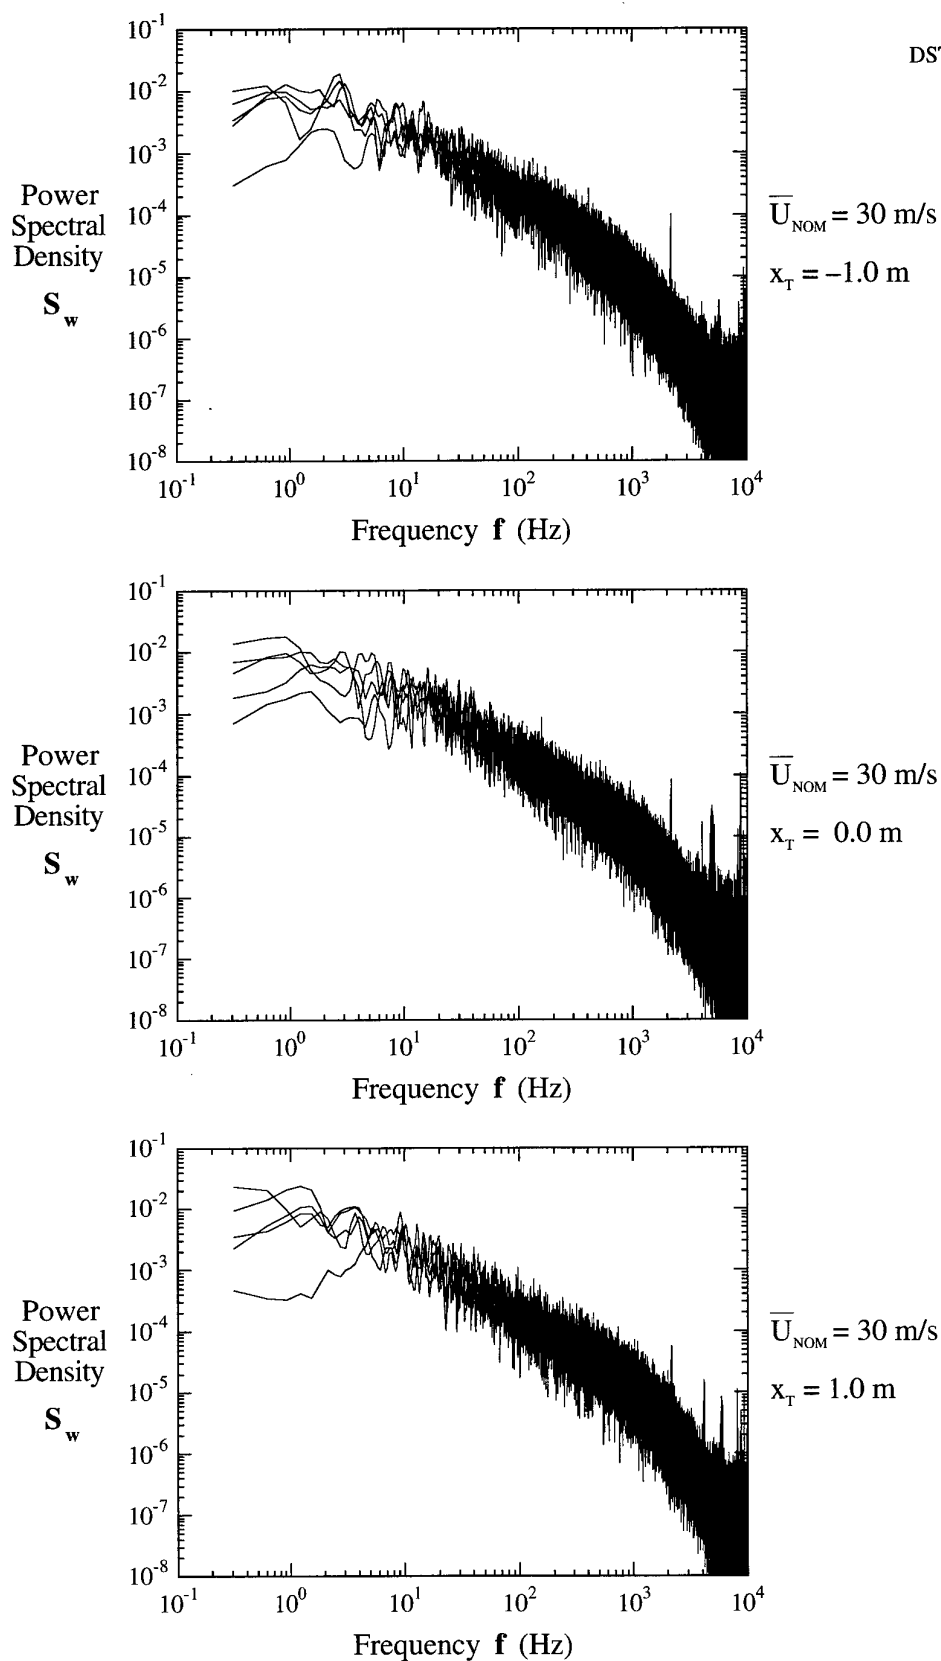 DST
10⁻¹
10⁻²
10⁻³
10⁻⁴
10⁻⁵
10⁻⁶
10⁻⁷
10⁻⁸
Power
Spectral
Density
S_w
U̅_NOM = 30 m/s
x_T = −1.0 m
10⁻¹ 10⁰ 10¹ 10² 10³ 10⁴
Frequency f (Hz)
10⁻¹
10⁻²
10⁻³
10⁻⁴
10⁻⁵
10⁻⁶
10⁻⁷
10⁻⁸
Power
Spectral
Density
S_w
U̅_NOM = 30 m/s
x_T = 0.0 m
10⁻¹ 10⁰ 10¹ 10² 10³ 10⁴
Frequency f (Hz)
10⁻¹
10⁻²
10⁻³
10⁻⁴
10⁻⁵
10⁻⁶
10⁻⁷
10⁻⁸
Power
Spectral
Density
S_w
U̅_NOM = 30 m/s
x_T = 1.0 m
10⁻¹ 10⁰ 10¹ 10² 10³ 10⁴
Frequency f (Hz)